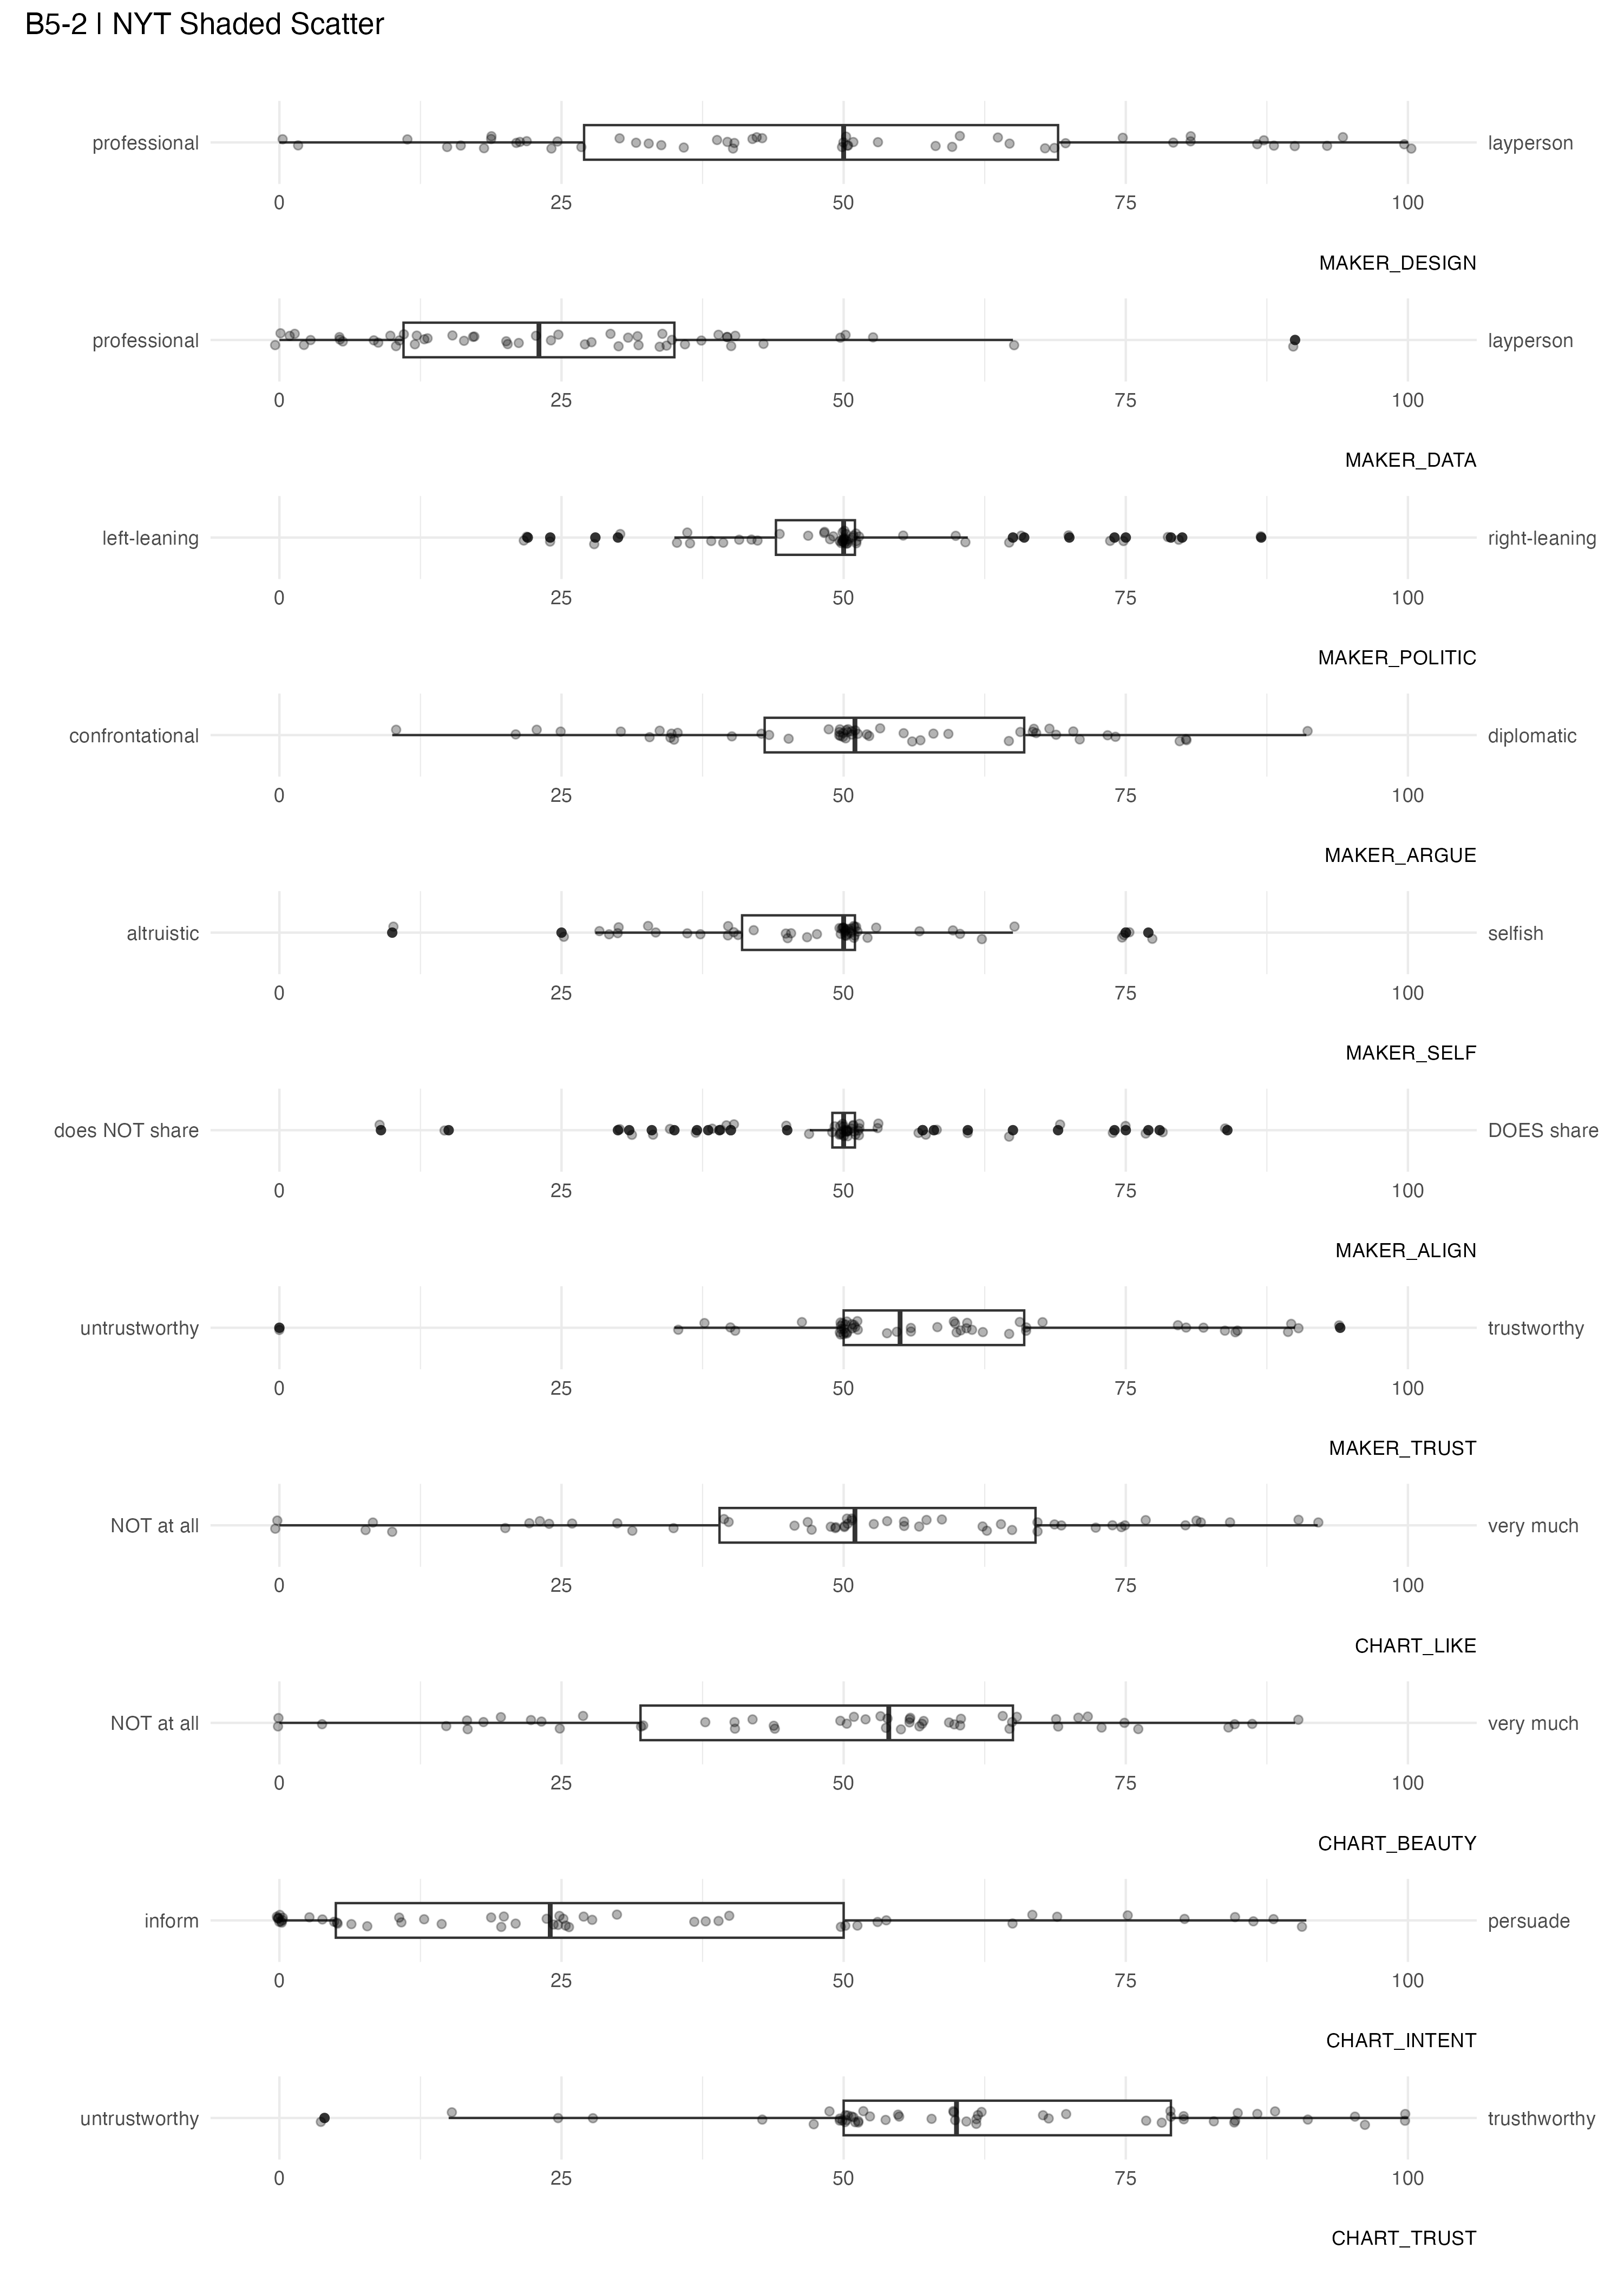 B5-2 | NYT Shaded Scatter
professional layperson
0 25 50 75 100
MAKER_DESIGN
professional layperson
0 25 50 75 100
MAKER_DATA
left-leaning right-leaning
0 25 50 75 100
MAKER_POLITIC
confrontational diplomatic
0 25 50 75 100
MAKER_ARGUE
altruistic selfish
0 25 50 75 100
MAKER_SELF
does NOT share DOES share
0 25 50 75 100
MAKER_ALIGN
untrustworthy trustworthy
0 25 50 75 100
MAKER_TRUST
NOT at all very much
0 25 50 75 100
CHART_LIKE
NOT at all very much
0 25 50 75 100
CHART_BEAUTY
inform persuade
0 25 50 75 100
CHART_INTENT
untrustworthy trusthworthy
0 25 50 75 100
CHART_TRUST